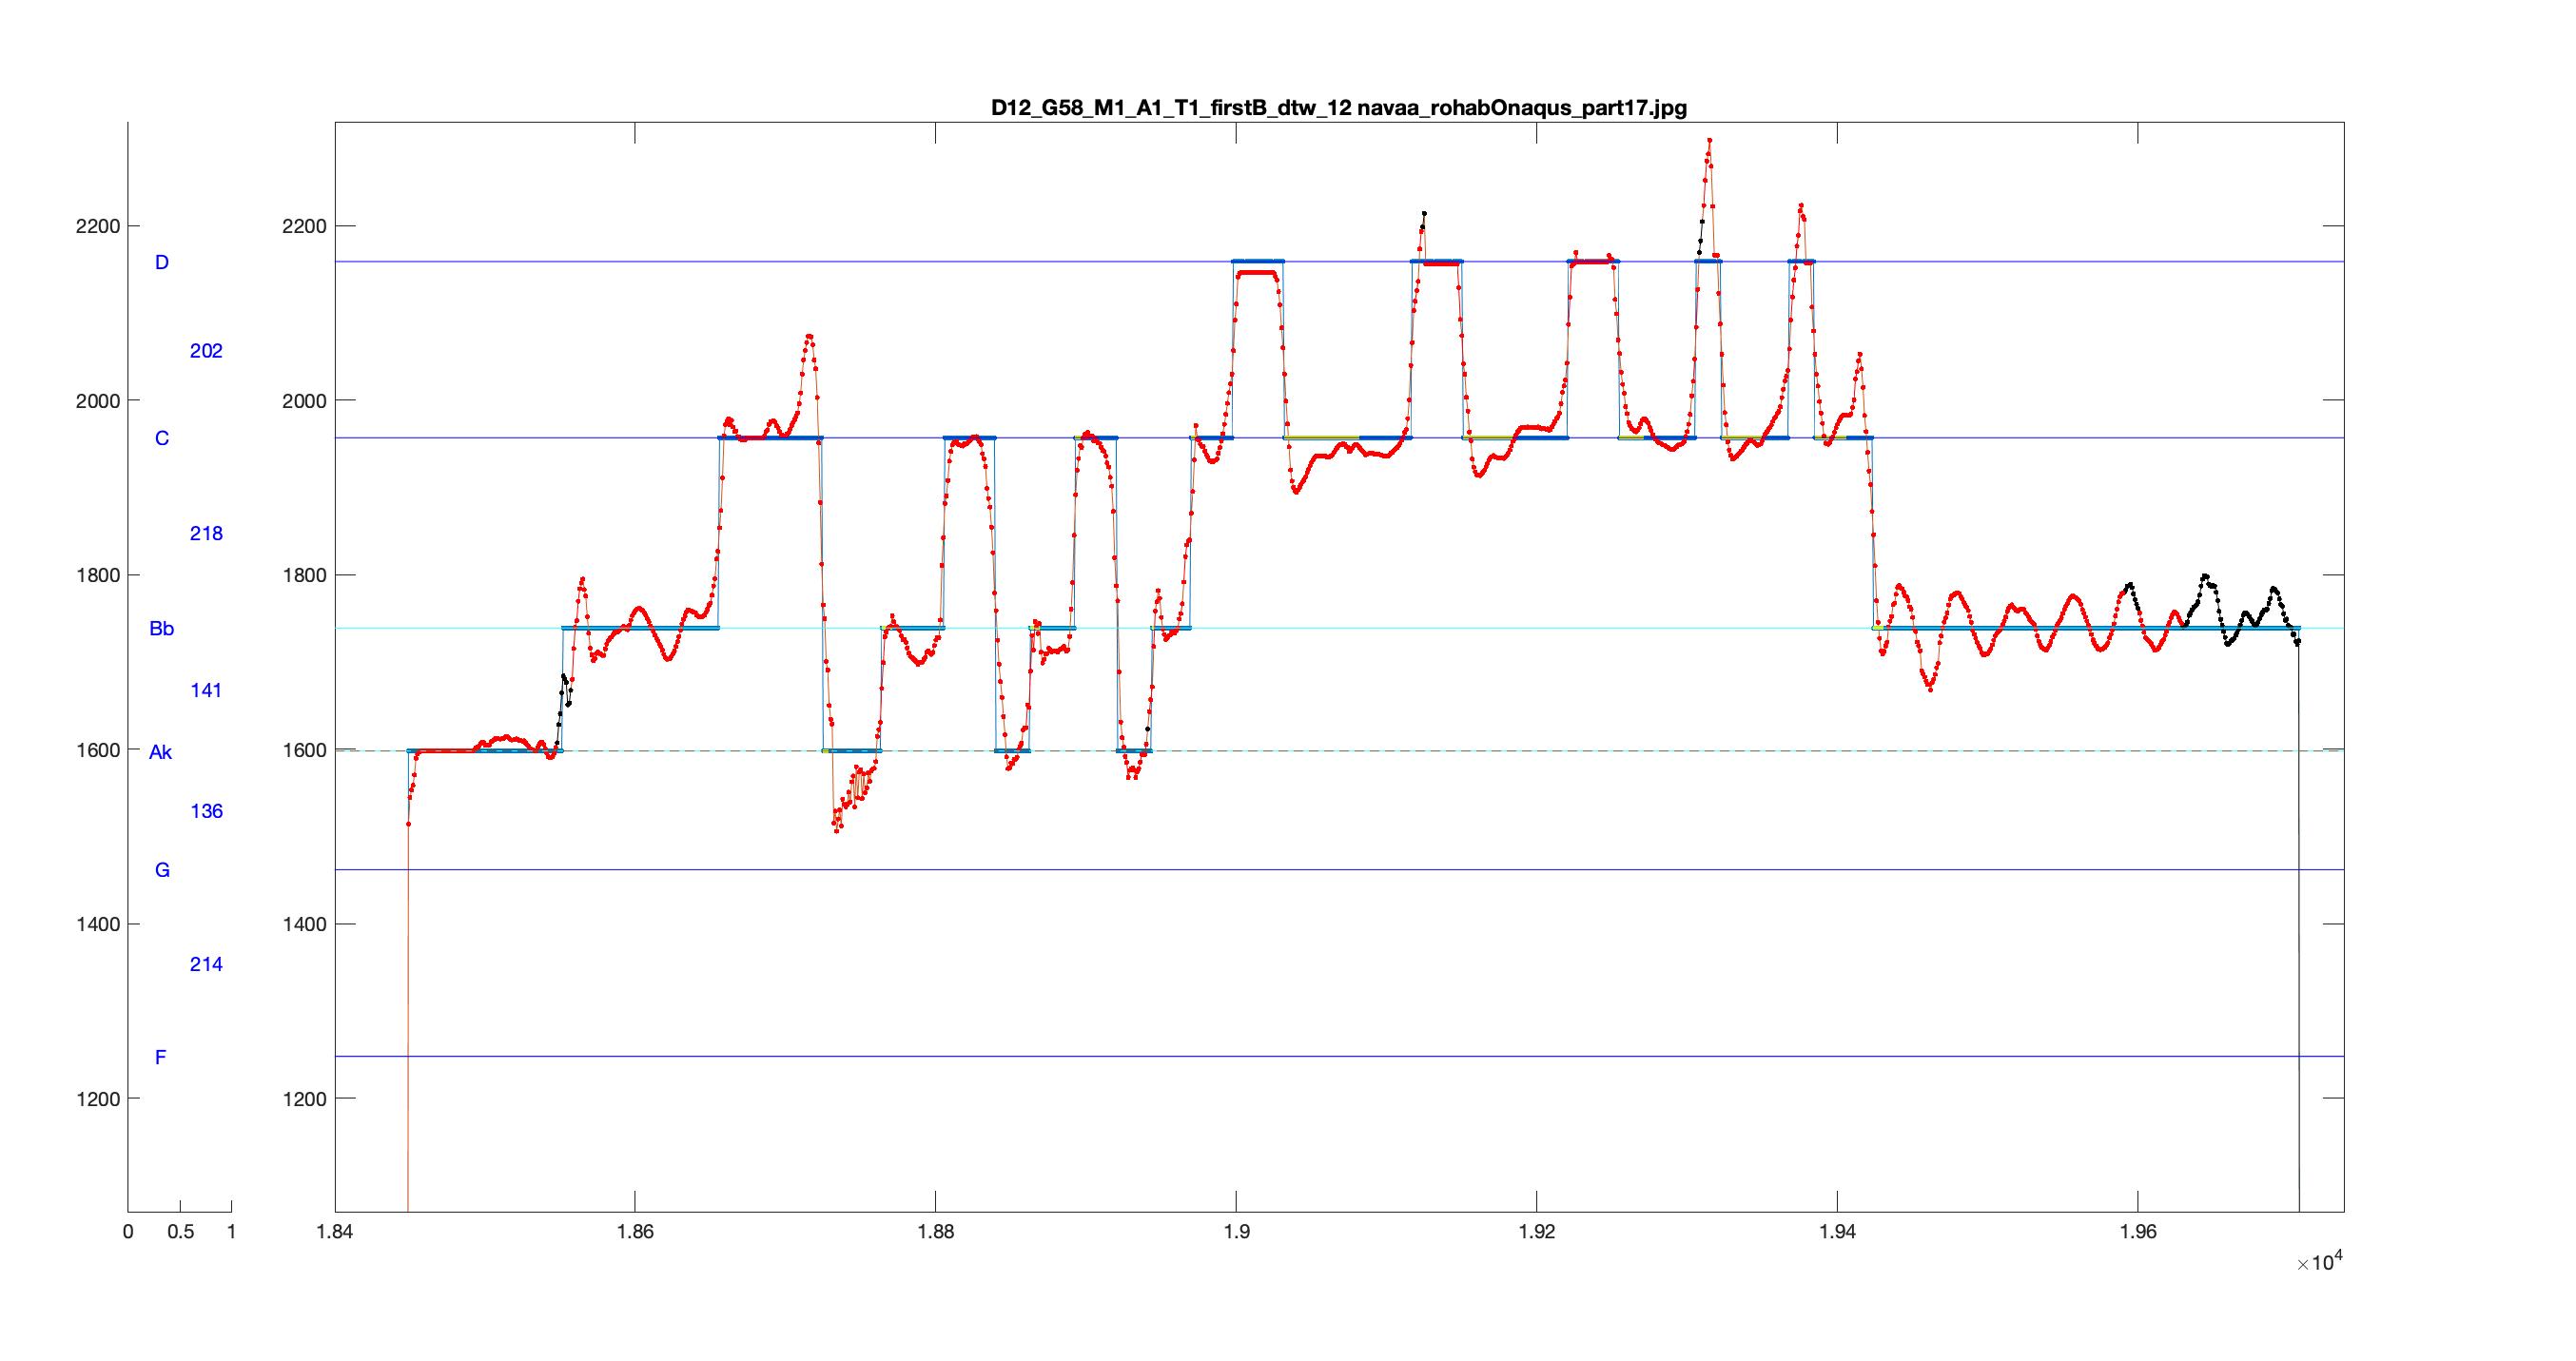 D12_G58_M1_A1_T1_firstB_dtw_12 navaa_rohabOnaqus_part17.jpg
2200 2200
D
202
2000 2000
C
218
1800 1800
Bb
141
1600 1600
Ak
136
G
1400 1400
214
F
1200 1200
0 0.5 1 1.84 1.86 1.88 1.9 1.92 1.94 1.96
×10^4